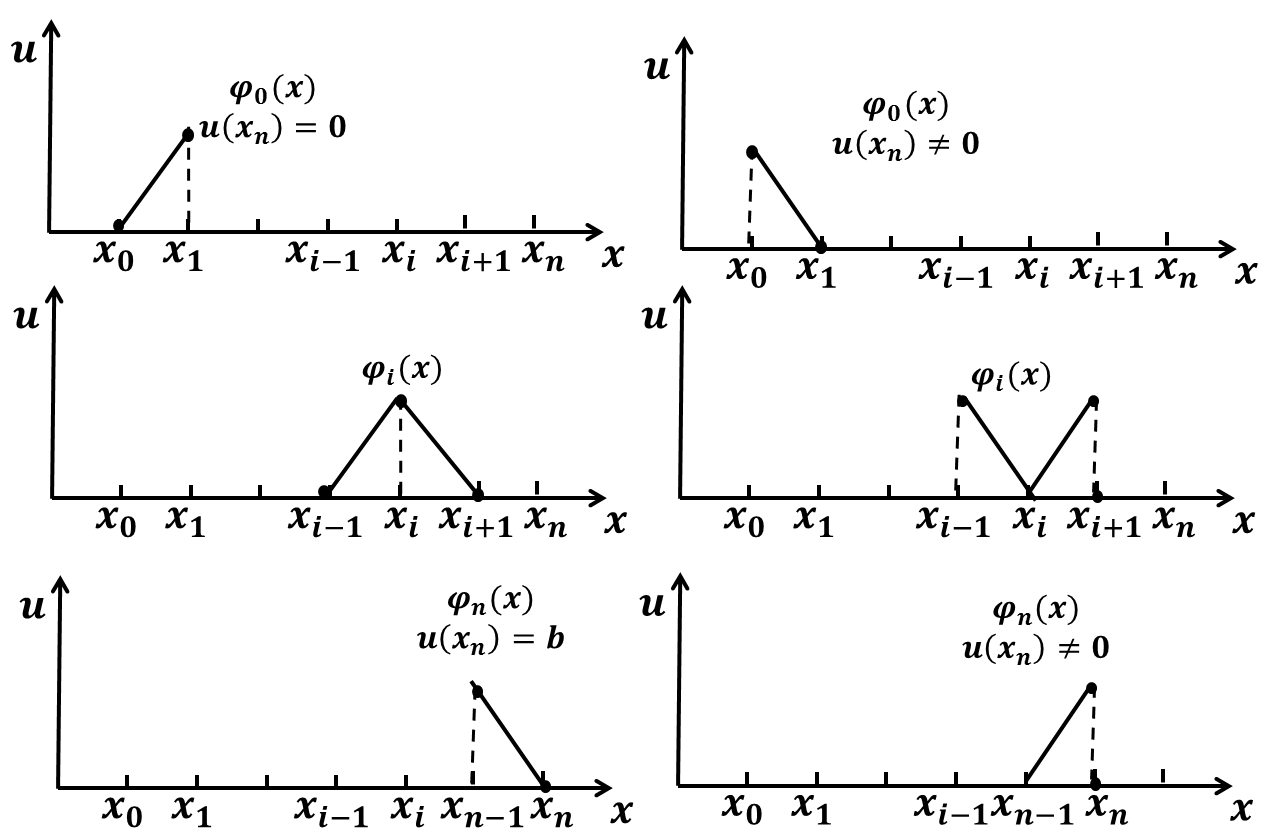 u
φ₀(x)
u(xₙ) = 0
x₀ x₁ xᵢ₋₁ xᵢ xᵢ₊₁ xₙ x
u
φ₀(x)
u(xₙ) ≠ 0
x₀ x₁ xᵢ₋₁ xᵢ xᵢ₊₁ xₙ x
u
φᵢ(x)
x₀ x₁ xᵢ₋₁ xᵢ xᵢ₊₁ xₙ x
u
φᵢ(x)
x₀ x₁ xᵢ₋₁ xᵢ xᵢ₊₁ xₙ x
u
φₙ(x)
u(xₙ) = b
x₀ x₁ xᵢ₋₁ xᵢ xₙ₋₁ xₙ x
u
φₙ(x)
u(xₙ) ≠ 0
x₀ x₁ xᵢ₋₁ xₙ₋₁ xₙ x